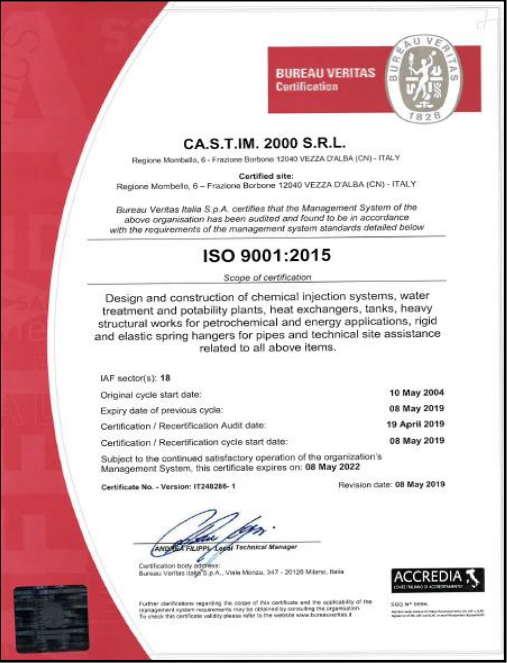 BUREAU VERITAS
Certification
BUREAU VERITAS
1828
CA.S.T.IM. 2000 S.R.L.
Regione Mombello, 6 - Frazione Borbone 12040 VEZZA D'ALBA (CN) - ITALY
Certified site:
Regione Mombello, 6 – Frazione Borbone 12040 VEZZA D'ALBA (CN) - ITALY
Bureau Veritas Italia S.p.A. certifies that the Management System of the
above organisation has been audited and found to be in accordance
with the requirements of the management system standards detailed below
ISO 9001:2015
Scope of certification
Design and construction of chemical injection systems, water
treatment and potability plants, heat exchangers, tanks, heavy
structural works for petrochemical and energy applications, rigid
and elastic spring hangers for pipes and technical site assistance
related to all above items.
IAF sector(s): 18
Original cycle start date: 10 May 2004
Expiry date of previous cycle: 08 May 2019
Certification / Recertification Audit date: 19 April 2019
Certification / Recertification cycle start date: 08 May 2019
Subject to the continued satisfactory operation of the organization's
Management System, this certificate expires on: 08 May 2022
Certificate No. - Version: IT248286- 1 Revision date: 08 May 2019
ANDREA FILIPPI, Local Technical Manager
Certification body address:
Bureau Veritas Italia S.p.A., Viale Monza, 347 - 20126 Milano, Italia
Further clarifications regarding the scope of this certificate and the applicability of the
management system requirements may be obtained by consulting the organisation.
To check this certificate validity please refer to the website www.bureauveritas.it
ACCREDIA
L'ENTE ITALIANO DI ACCREDITAMENTO
SGQ N° 009A